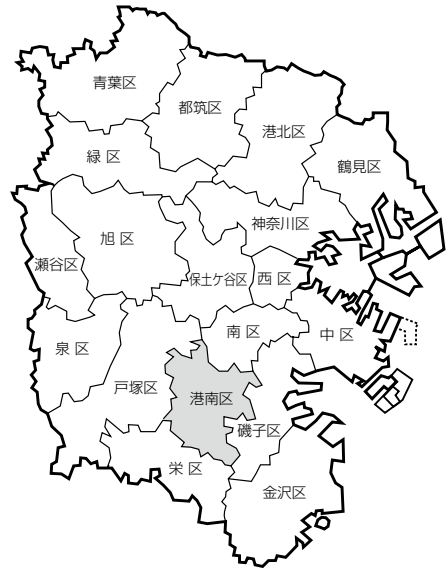 青葉区
都筑区
港北区
緑 区
鶴見区
神奈川区
旭 区
瀬谷区
保土ケ谷区
西 区
泉 区
南 区
中 区
戸塚区
港南区
磯子区
栄 区
金沢区